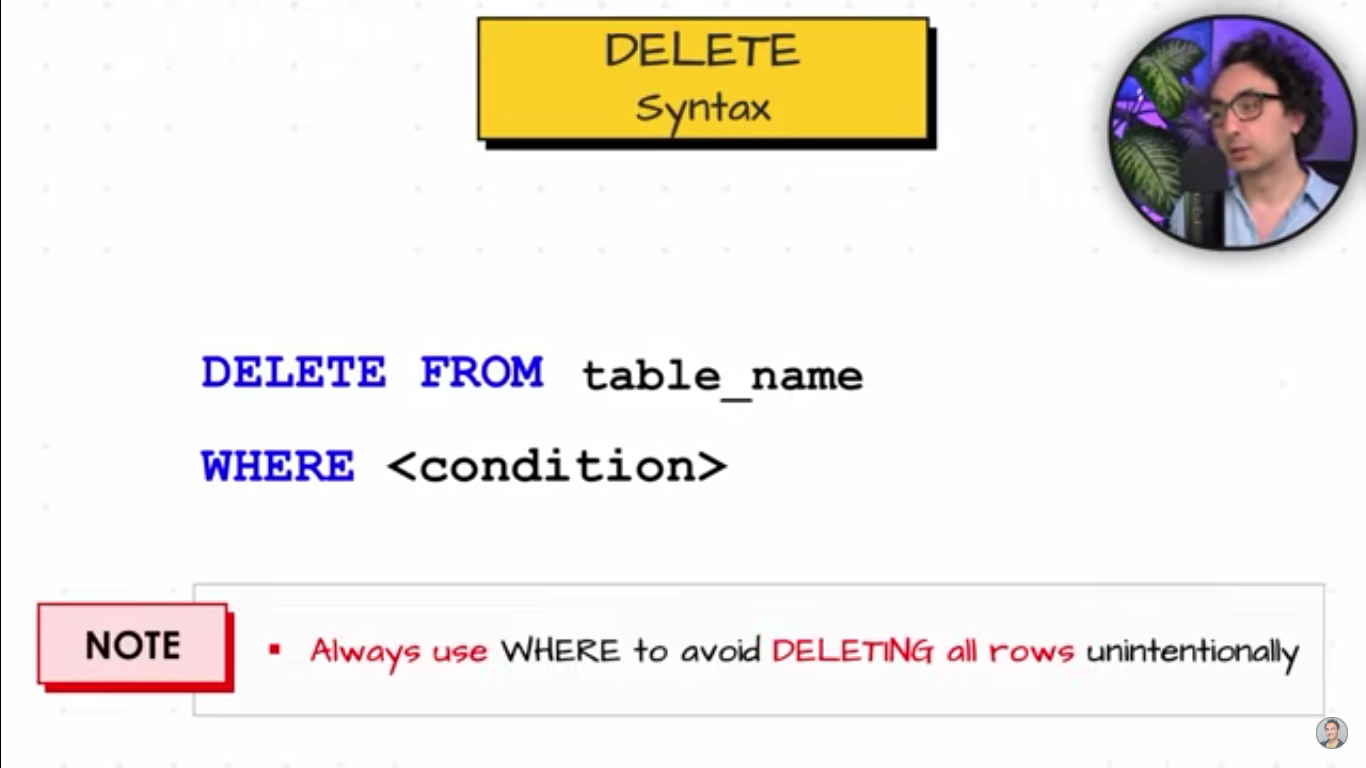 DELETE
Syntax
DELETE FROM table_name
WHERE <condition>
NOTE
▪ Always use WHERE to avoid DELETING all rows unintentionally